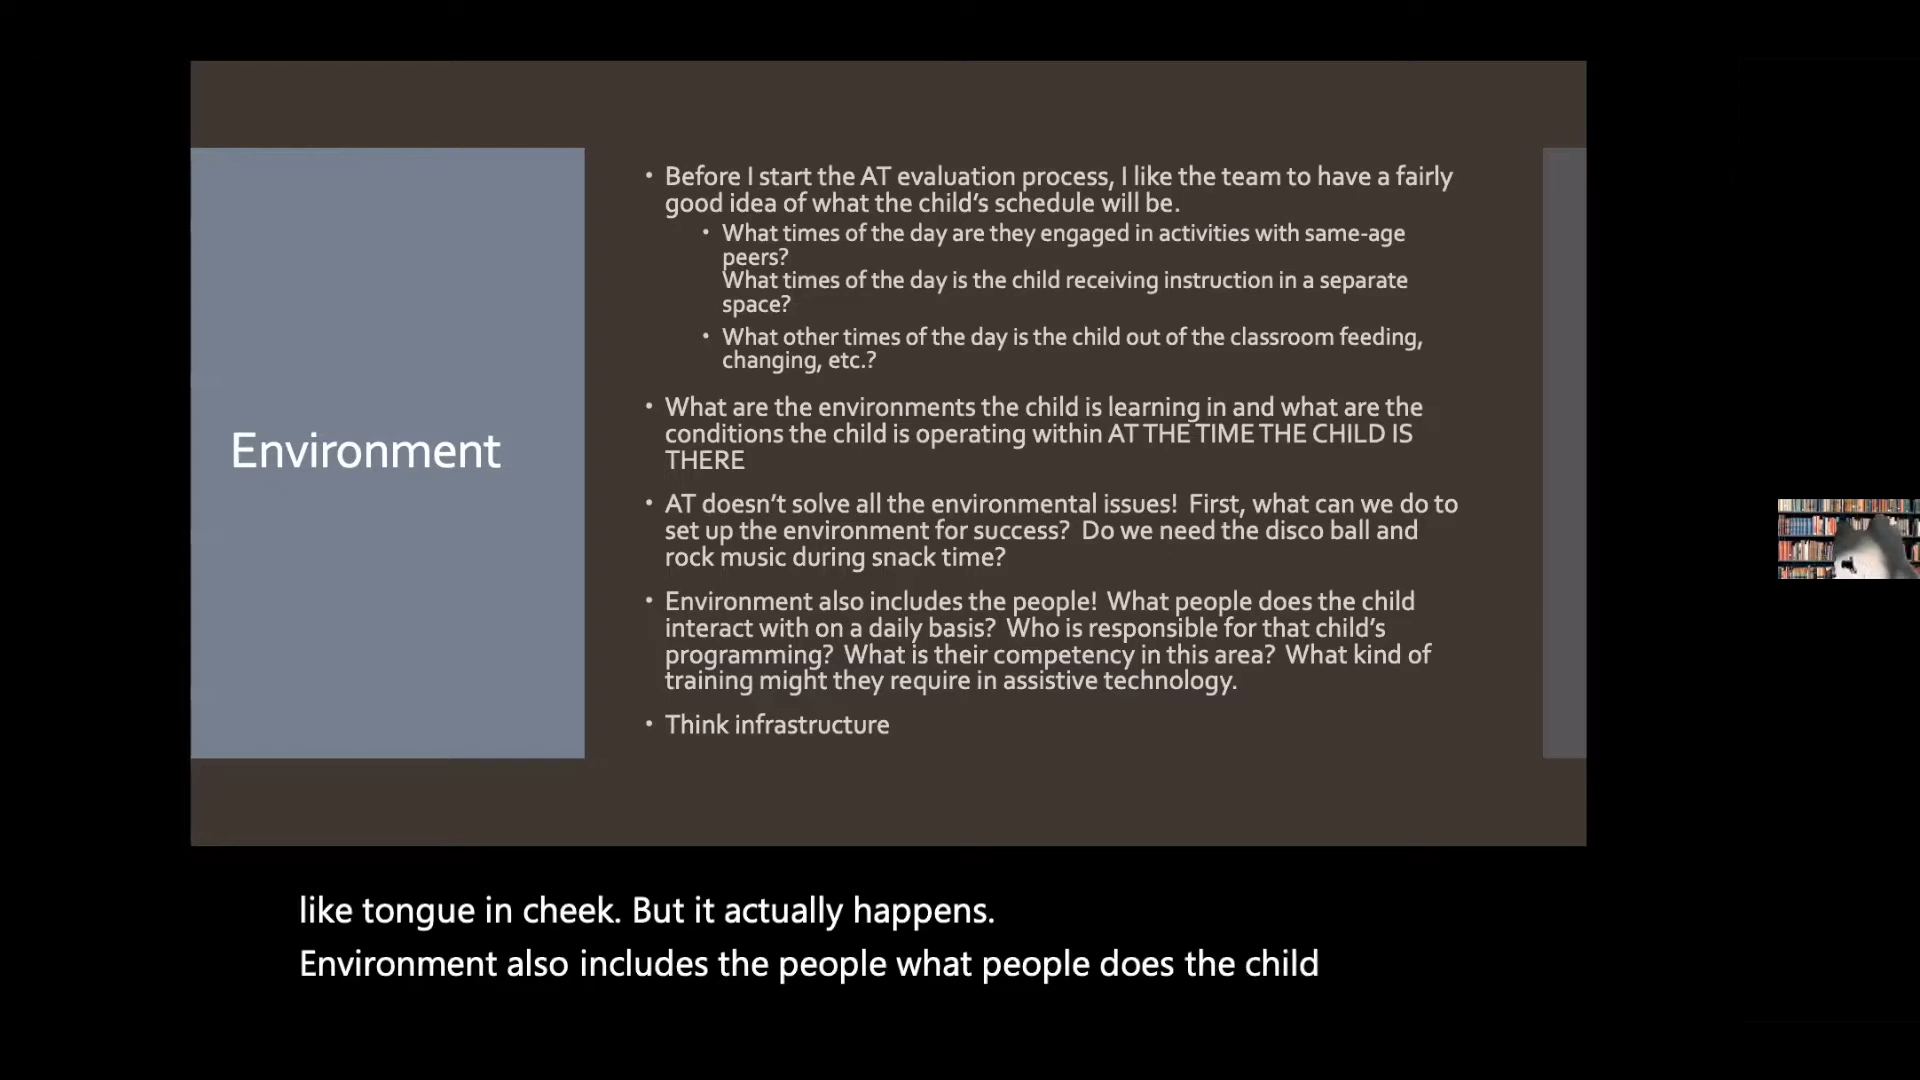 Environment
• Before I start the AT evaluation process, I like the team to have a fairly
good idea of what the child’s schedule will be.
• What times of the day are they engaged in activities with same-age
peers?
What times of the day is the child receiving instruction in a separate
space?
• What other times of the day is the child out of the classroom feeding,
changing, etc.?
• What are the environments the child is learning in and what are the
conditions the child is operating within AT THE TIME THE CHILD IS
THERE
• AT doesn’t solve all the environmental issues!  First, what can we do to
set up the environment for success?  Do we need the disco ball and
rock music during snack time?
• Environment also includes the people!  What people does the child
interact with on a daily basis?  Who is responsible for that child’s
programming?  What is their competency in this area?  What kind of
training might they require in assistive technology.
• Think infrastructure
like tongue in cheek. But it actually happens.
Environment also includes the people what people does the child